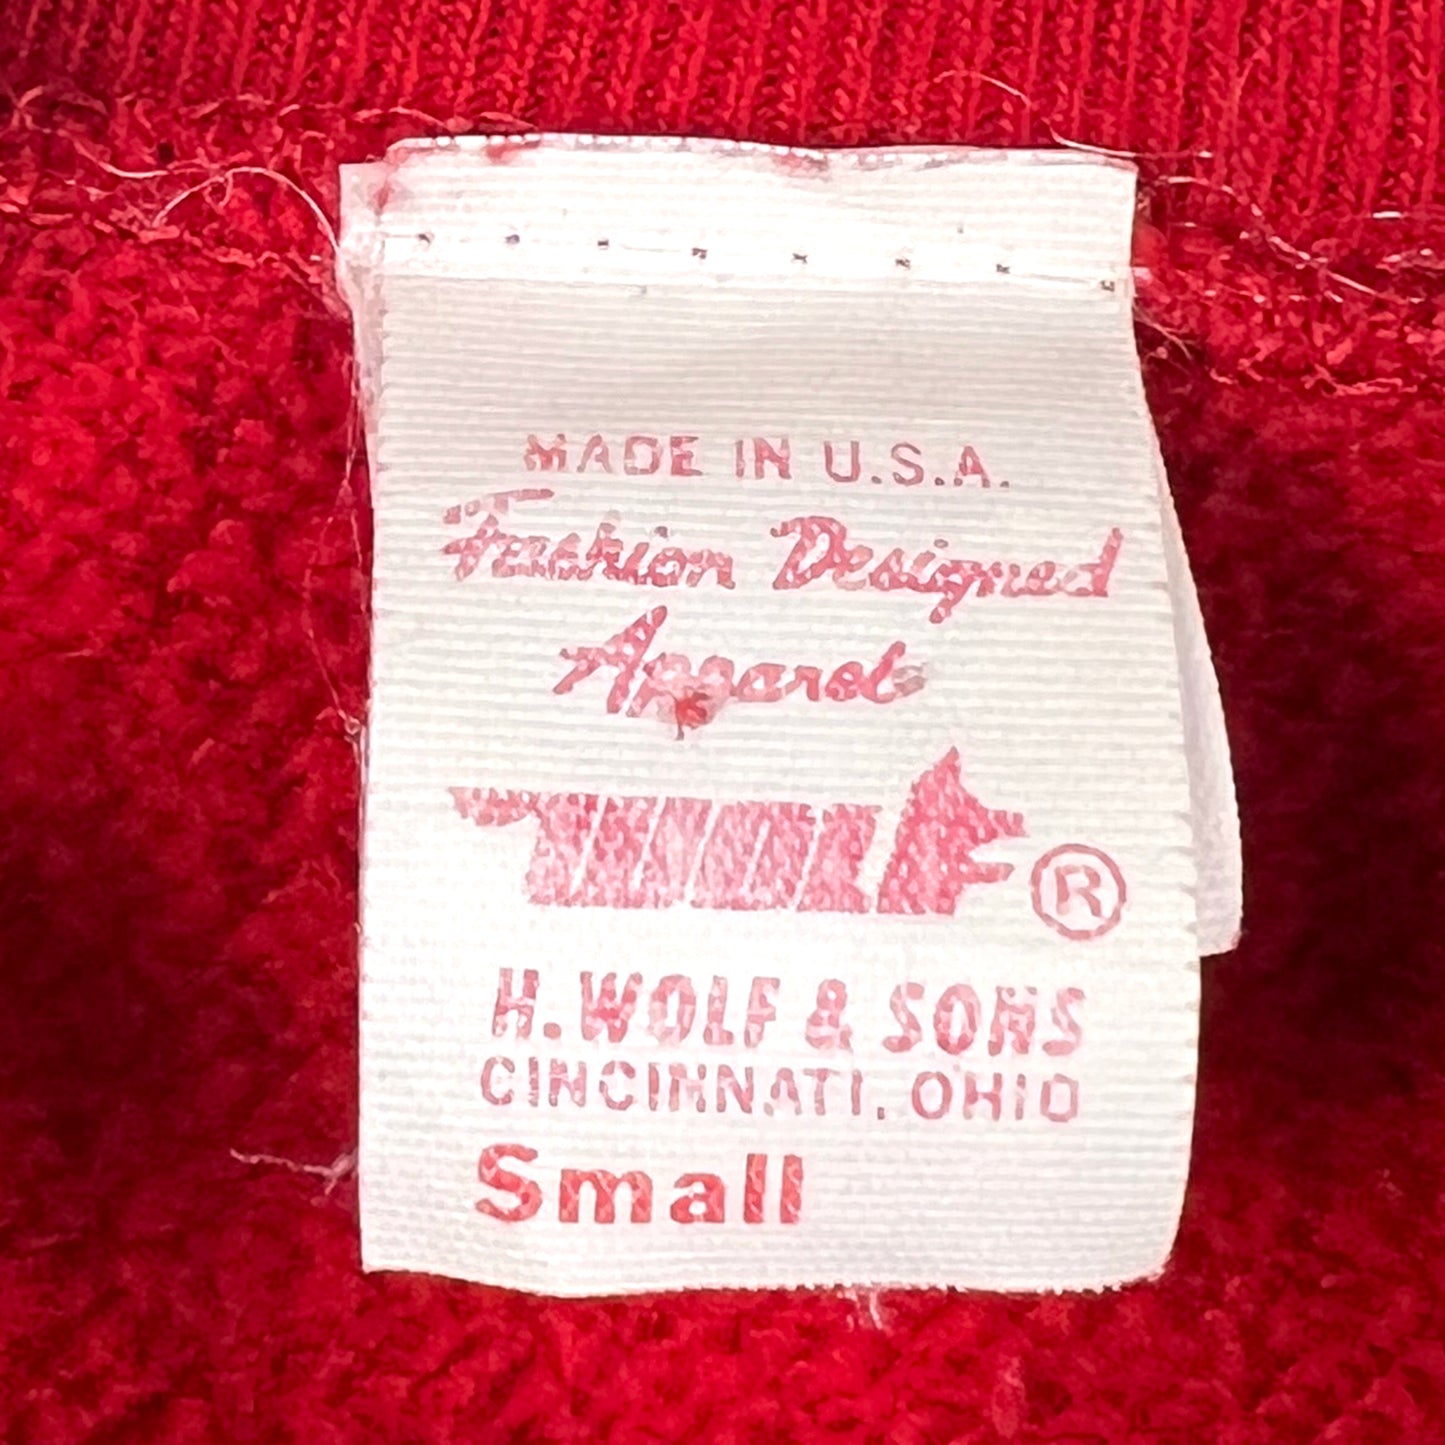 MADE IN U.S.A.
Fashion Designed
Apparel
WOLF ®
H. WOLF & SONS
CINCINNATI, OHIO
Small